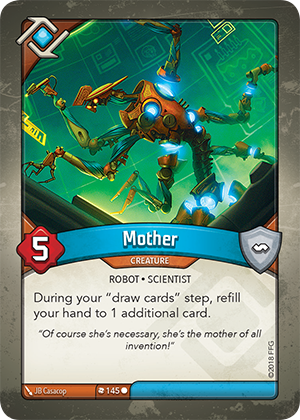 Mother
5
CREATURE
ROBOT • SCIENTIST
During your “draw cards” step, refill
your hand to 1 additional card.
“Of course she’s necessary, she’s the mother of all
invention!”
©2018 FFG
JB Casacop
145